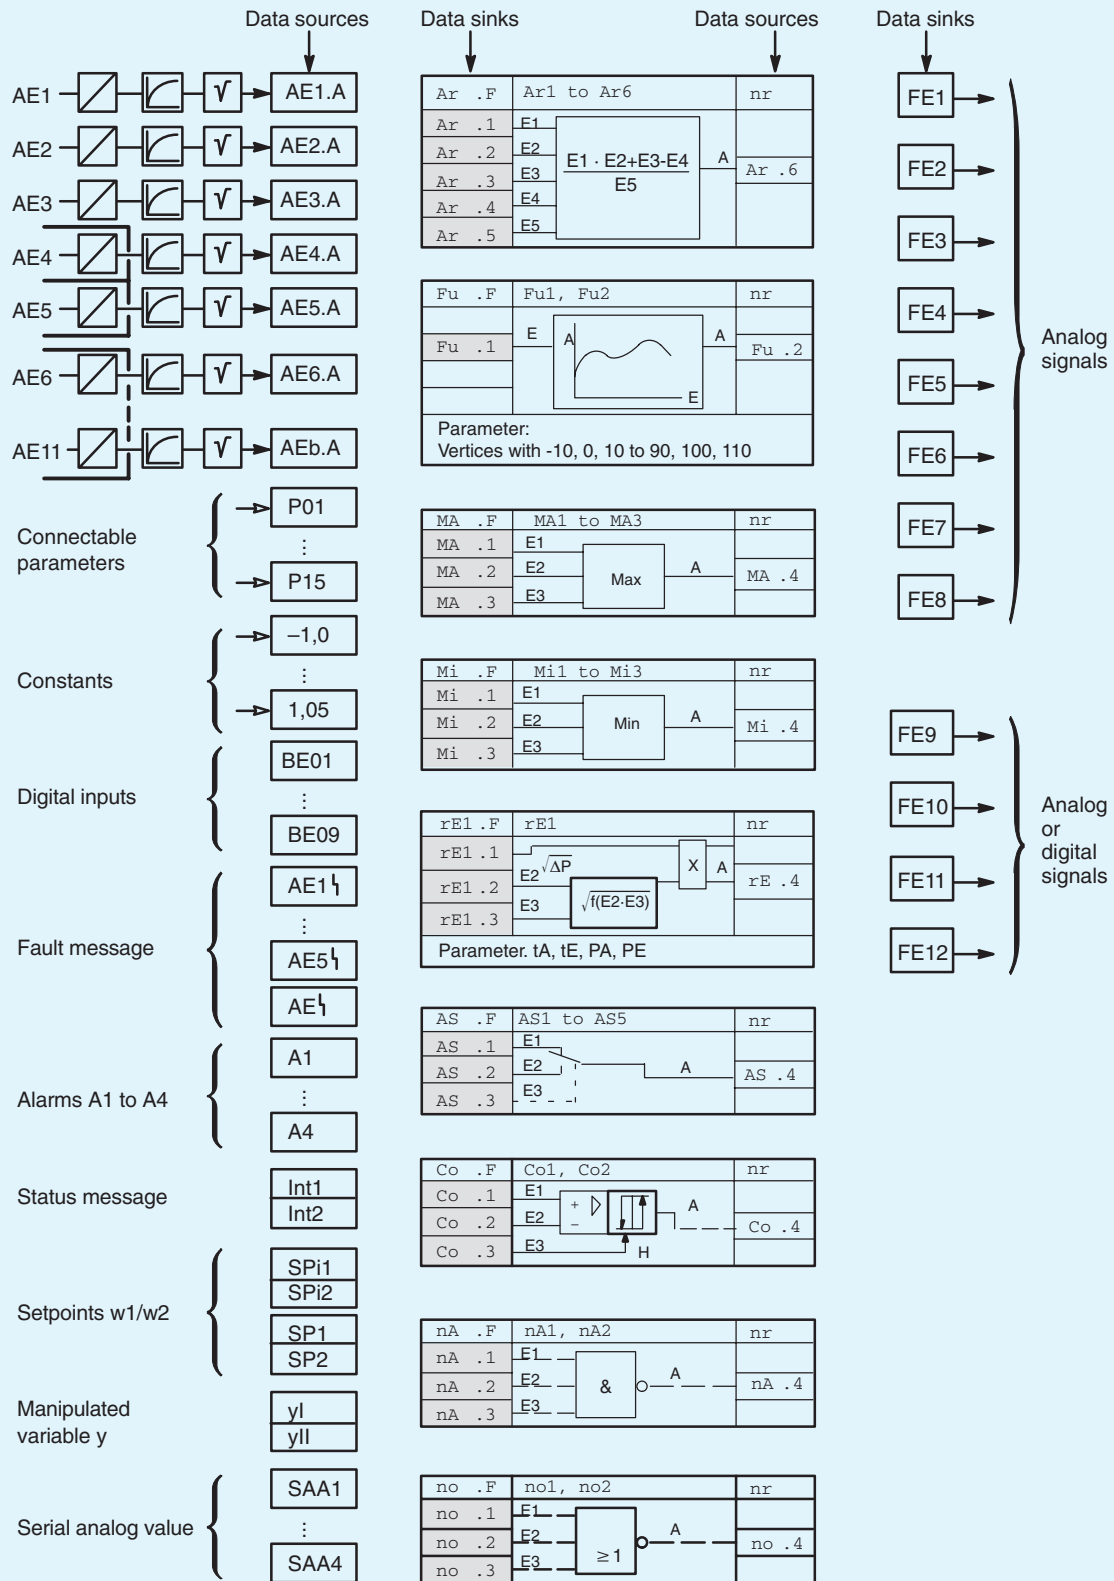 Data sources
Data sinks
Data sources
Data sinks
AE1
√
AE1.A
AE2
√
AE2.A
AE3
√
AE3.A
AE4
√
AE4.A
AE5
√
AE5.A
AE6
√
AE6.A
AE11
√
AEb.A
Connectable
parameters
P01
⋮
P15
Constants
–1,0
⋮
1,05
Digital inputs
BE01
⋮
BE09
Fault message
AE1
⋮
AE5
AE
Alarms A1 to A4
A1
⋮
A4
Status message
Int1
Int2
Setpoints w1/w2
SPi1
SPi2
SP1
SP2
Manipulated
variable y
yI
yII
Serial analog value
SAA1
⋮
SAA4
Ar .F Ar1 to Ar6 nr
Ar .1 E1
Ar .2 E2
Ar .3 E3
Ar .4 E4
Ar .5 E5
E1 · E2+E3-E4
E5
A
Ar .6
Fu .F Fu1, Fu2 nr
Fu .1 E
A
E
A
Fu .2
Parameter:
Vertices with -10, 0, 10 to 90, 100, 110
MA .F MA1 to MA3 nr
MA .1 E1
MA .2 E2
MA .3 E3
Max
A
MA .4
Mi .F Mi1 to Mi3 nr
Mi .1 E1
Mi .2 E2
Mi .3 E3
Min
A
Mi .4
rE1 .F rE1 nr
rE1 .1
rE1 .2 E2 √ΔP
rE1 .3 E3
√f(E2·E3)
X
A
rE .4
Parameter. tA, tE, PA, PE
AS .F AS1 to AS5 nr
AS .1 E1
AS .2 E2
AS .3 E3
A
AS .4
Co .F Co1, Co2 nr
Co .1 E1
Co .2 E2
Co .3 E3
+
–
H
A
Co .4
nA .F nA1, nA2 nr
nA .1 E1
nA .2 E2
nA .3 E3
&
A
nA .4
no .F no1, no2 nr
no .1 E1
no .2 E2
no .3 E3
≥1
A
no .4
FE1
FE2
FE3
FE4
FE5
FE6
FE7
FE8
Analog
signals
FE9
FE10
FE11
FE12
Analog
or
digital
signals